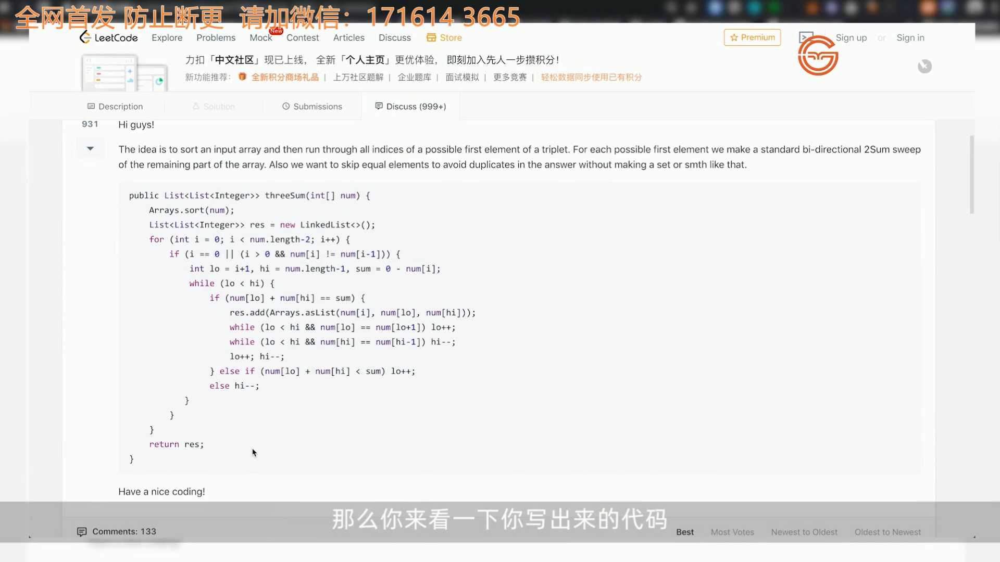 全网首发 防止断更 请加微信：171614 3665
LeetCode Explore Problems Mock New Contest Articles Discuss Store Premium Sign up or Sign in
力扣「中文社区」现已上线， 全新「个人主页」更优体验， 即刻加入先人一步攒积分！
新功能推荐： 全新积分商场礼品 | 上万社区题解 | 企业题库 | 面试模拟 | 更多竞赛 | 轻松数据同步使用已有积分
Description Solution Submissions Discuss (999+)
931 Hi guys!
The idea is to sort an input array and then run through all indices of a possible first element of a triplet. For each possible first element we make a standard bi-directional 2Sum sweep
of the remaining part of the array. Also we want to skip equal elements to avoid duplicates in the answer without making a set or smth like that.
public List<List<Integer>> threeSum(int[] num) {
    Arrays.sort(num);
    List<List<Integer>> res = new LinkedList<>();
    for (int i = 0; i < num.length-2; i++) {
        if (i == 0 || (i > 0 && num[i] != num[i-1])) {
            int lo = i+1, hi = num.length-1, sum = 0 - num[i];
            while (lo < hi) {
                if (num[lo] + num[hi] == sum) {
                    res.add(Arrays.asList(num[i], num[lo], num[hi]));
                    while (lo < hi && num[lo] == num[lo+1]) lo++;
                    while (lo < hi && num[hi] == num[hi-1]) hi--;
                    lo++; hi--;
                } else if (num[lo] + num[hi] < sum) lo++;
                else hi--;
            }
        }
    }
    return res;
}
Have a nice coding!
那么你来看一下你写出来的代码
Comments: 133 Best Most Votes Newest to Oldest Oldest to Newest